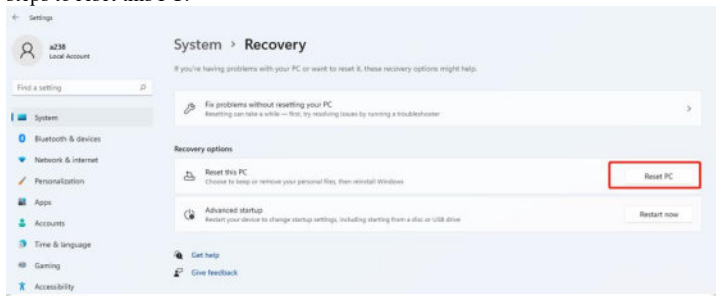 steps to reset this PC.
Settings
a238
Local Account
Find a setting
System
Bluetooth & devices
Network & internet
Personalization
Apps
Accounts
Time & language
Gaming
Accessibility
System > Recovery
If you're having problems with your PC or want to reset it, these recovery options might help.
Fix problems without resetting your PC
Resetting can take a while — first, try resolving issues by running a troubleshooter
Recovery options
Reset this PC
Choose to keep or remove your personal files, then reinstall Windows
Reset PC
Advanced startup
Restart your device to change startup settings, including starting from a disc or USB drive
Restart now
Get help
Give feedback